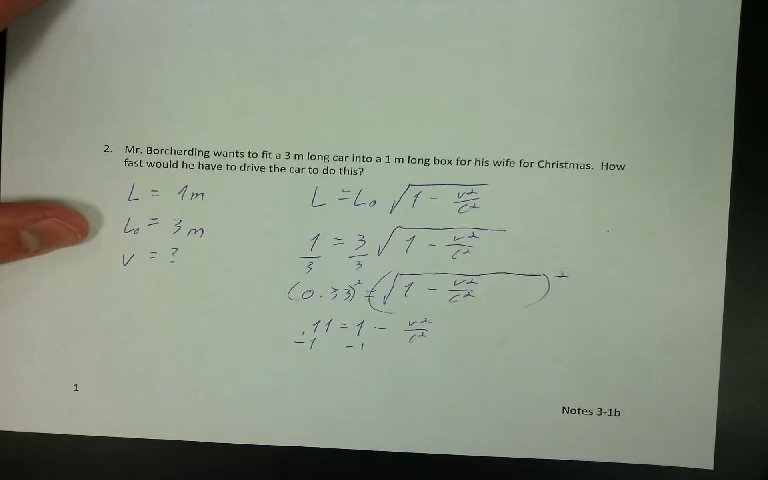 2. Mr. Borcherding wants to fit a 3 m long car into a 1 m long box for his wife for Christmas. How
fast would he have to drive the car to do this?
L = 1m
L₀ = 3 m
v = ?
L = L₀ √(1 - v²/c²)
1/3 = 3/3 √(1 - v²/c²)
(0.33)² = (√(1 - v²/c²))²
.11 = 1 - v²/c²
-1 -1
1
Notes 3-1b